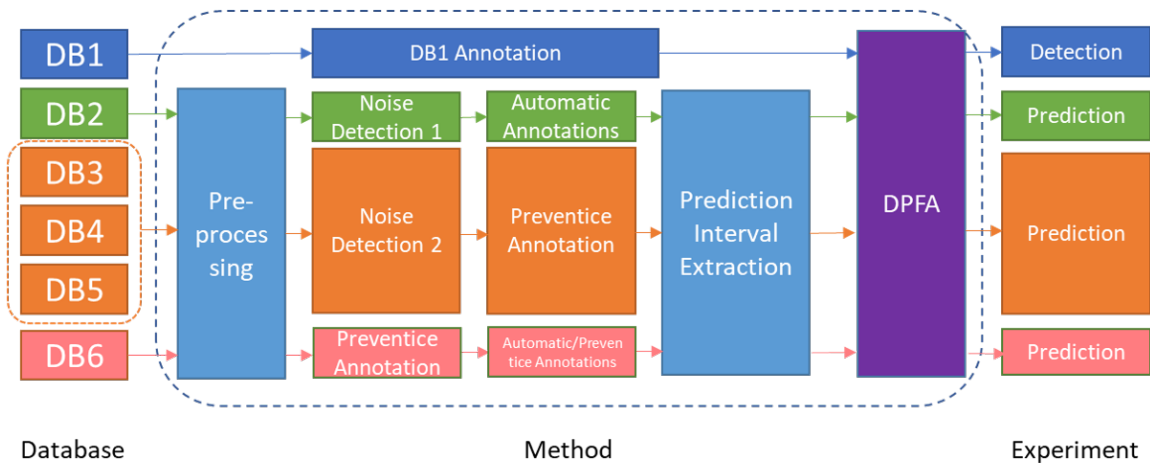 DB1
DB1 Annotation
Detection
DB2
Noise
Detection 1
Automatic
Annotations
Prediction
DB3
DB4
DB5
Pre-
proces
sing
Noise
Detection 2
Preventice
Annotation
Prediction
Interval
Extraction
DPFA
Prediction
DB6
Preventice
Annotation
Automatic/Preven
tice Annotations
Prediction
Database
Method
Experiment